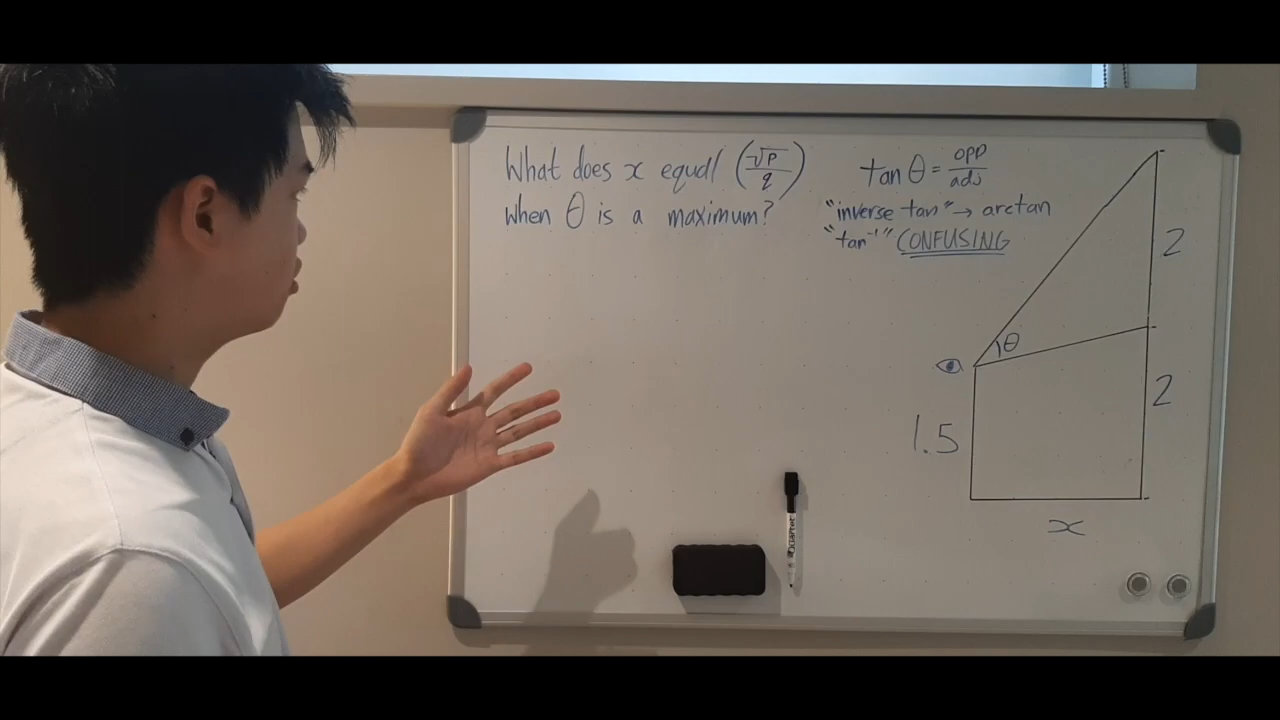 What does x equal (√p/q)
when θ is a maximum?
tan θ = opp/adj
"inverse tan" → arctan
"tan⁻¹" CONFUSING
2
θ
2
1.5
x